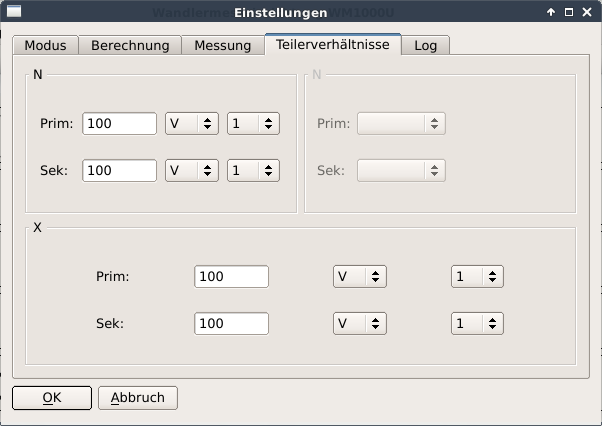 Einstellungen
Modus Berechnung Messung Teilerverhältnisse Log
N
Prim: 100 V 1
Sek: 100 V 1
N
Prim:
Sek:
X
Prim: 100 V 1
Sek: 100 V 1
OK Abbruch